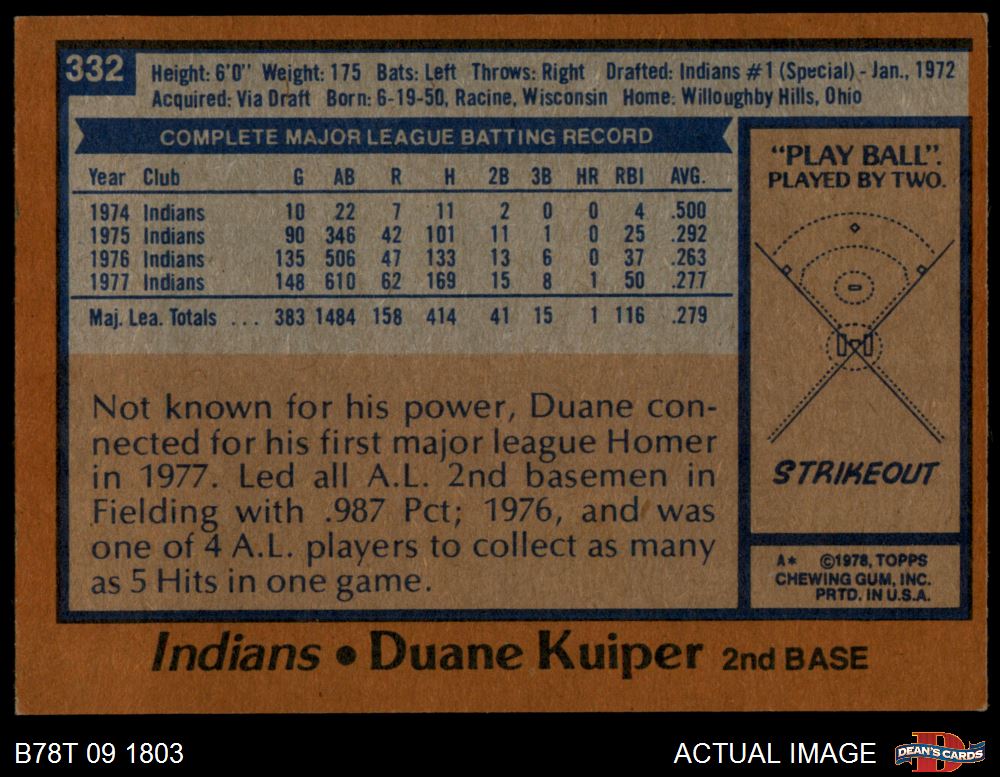 332
Height: 6'0" Weight: 175 Bats: Left Throws: Right Drafted: Indians #1 (Special) - Jan., 1972
Acquired: Via Draft Born: 6-19-50, Racine, Wisconsin Home: Willoughby Hills, Ohio
COMPLETE MAJOR LEAGUE BATTING RECORD
Year Club G AB R H 2B 3B HR RBI AVG.
1974 Indians 10 22 7 11 2 0 0 4 .500
1975 Indians 90 346 42 101 11 1 0 25 .292
1976 Indians 135 506 47 133 13 6 0 37 .263
1977 Indians 148 610 62 169 15 8 1 50 .277
Maj. Lea. Totals ... 383 1484 158 414 41 15 1 116 .279
Not known for his power, Duane con-
nected for his first major league Homer
in 1977. Led all A.L. 2nd basemen in
Fielding with .987 Pct; 1976, and was
one of 4 A.L. players to collect as many
as 5 Hits in one game.
"PLAY BALL".
PLAYED BY TWO.
STRIKEOUT
A* ©1978, TOPPS
CHEWING GUM, INC.
PRTD. IN U.S.A.
Indians • Duane Kuiper 2nd BASE
B78T 09 1803
ACTUAL IMAGE
D
DEAN'S CARDS